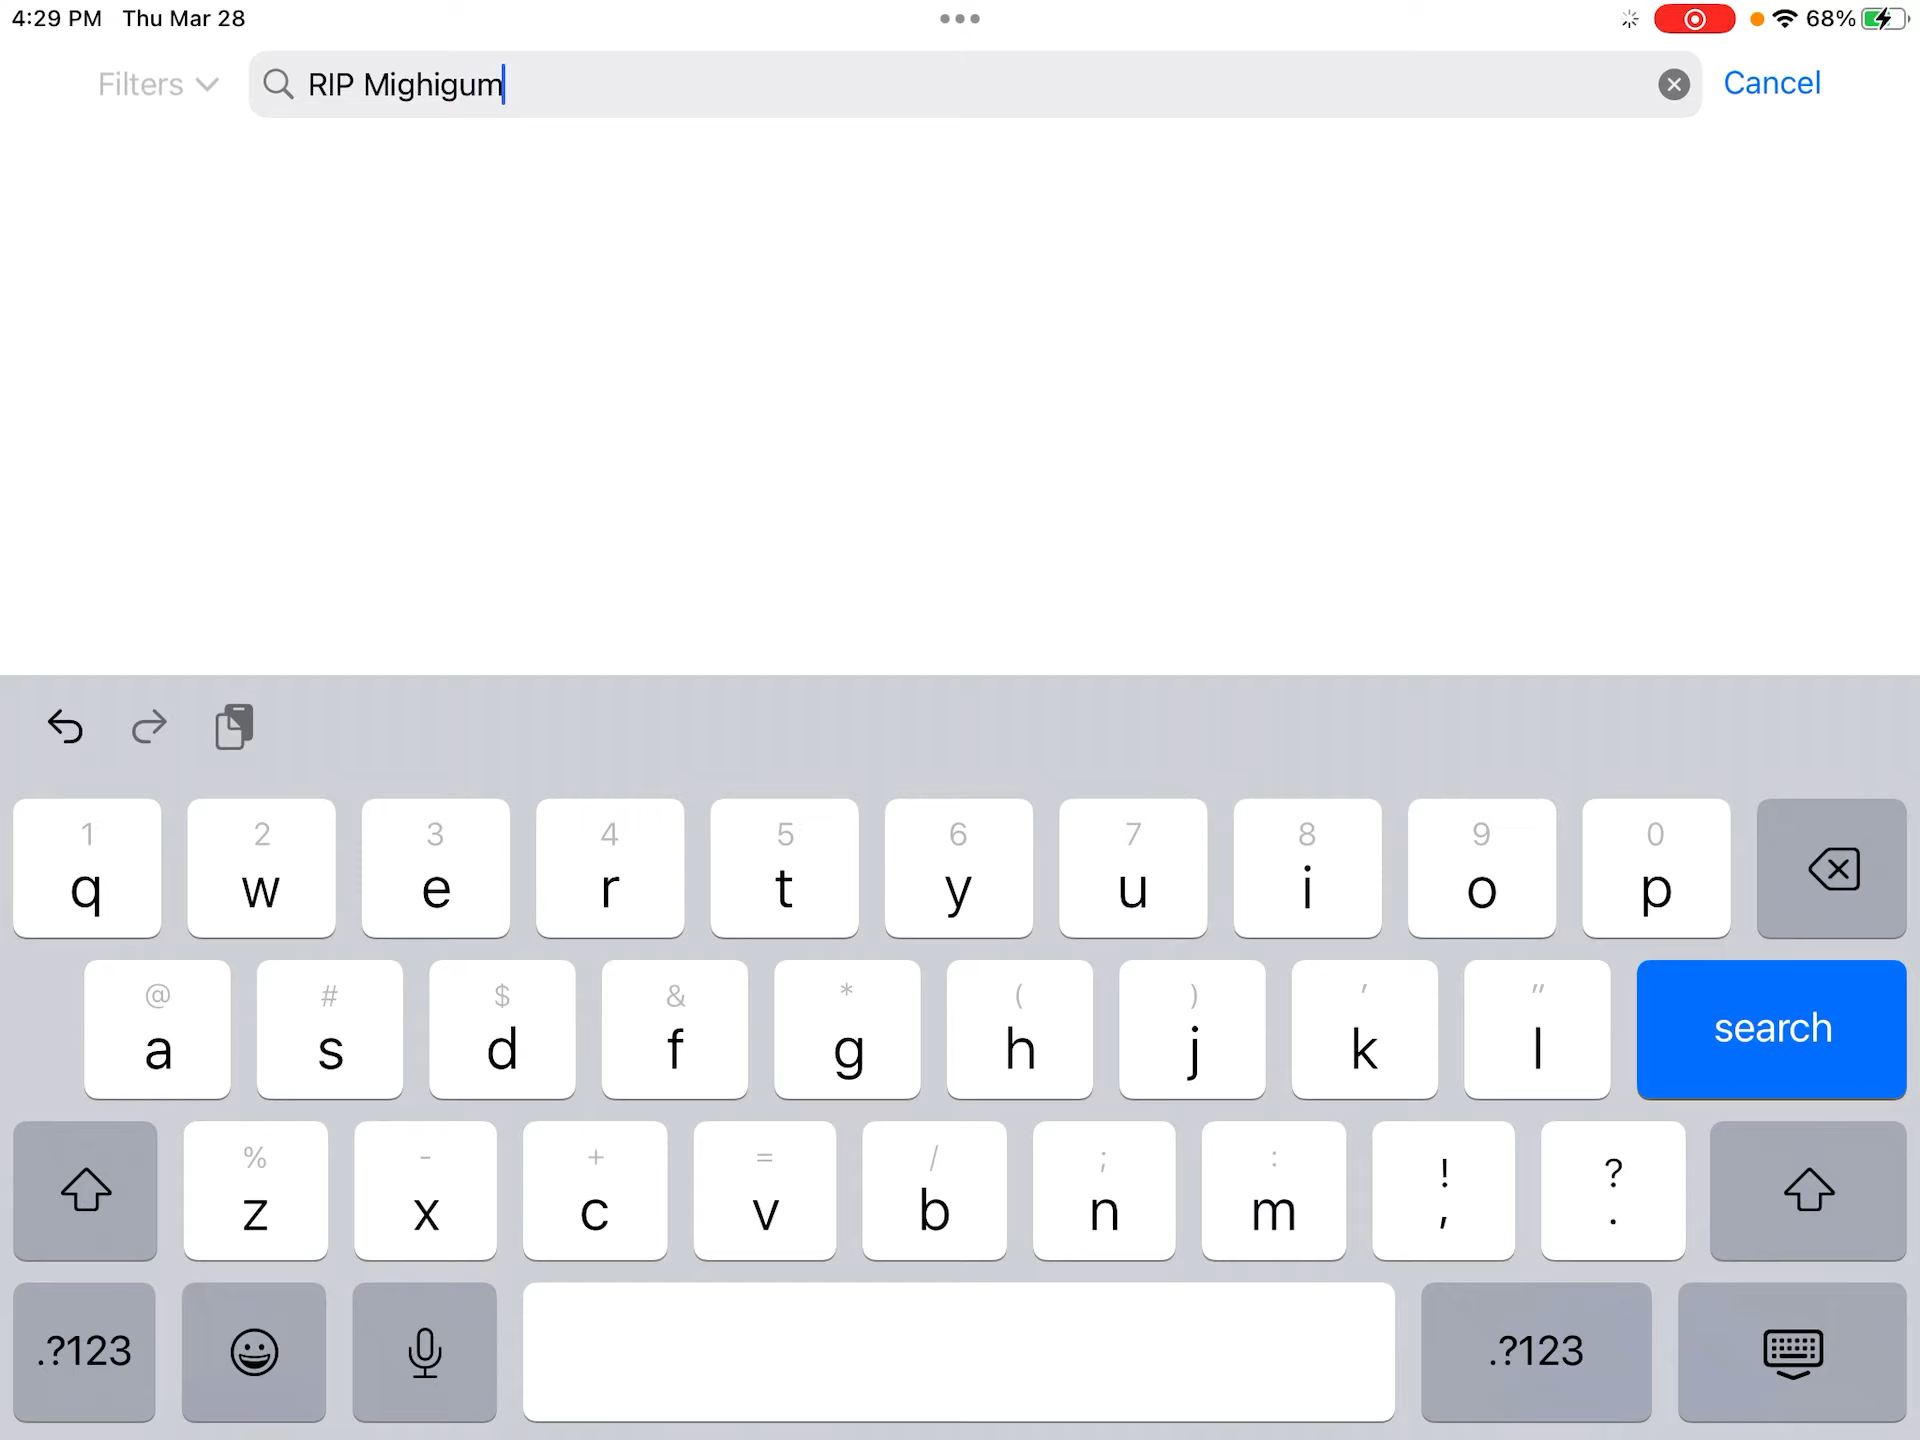 4:29 PM Thu Mar 28 68%
Filters RIP Mighigum Cancel
1 2 3 4 5 6 7 8 9 0
q w e r t y u i o p
@ # $ & * ( ) ' "
a s d f g h j k l search
% - + = / ; : ! ?
z x c v b n m , .
.?123 .?123